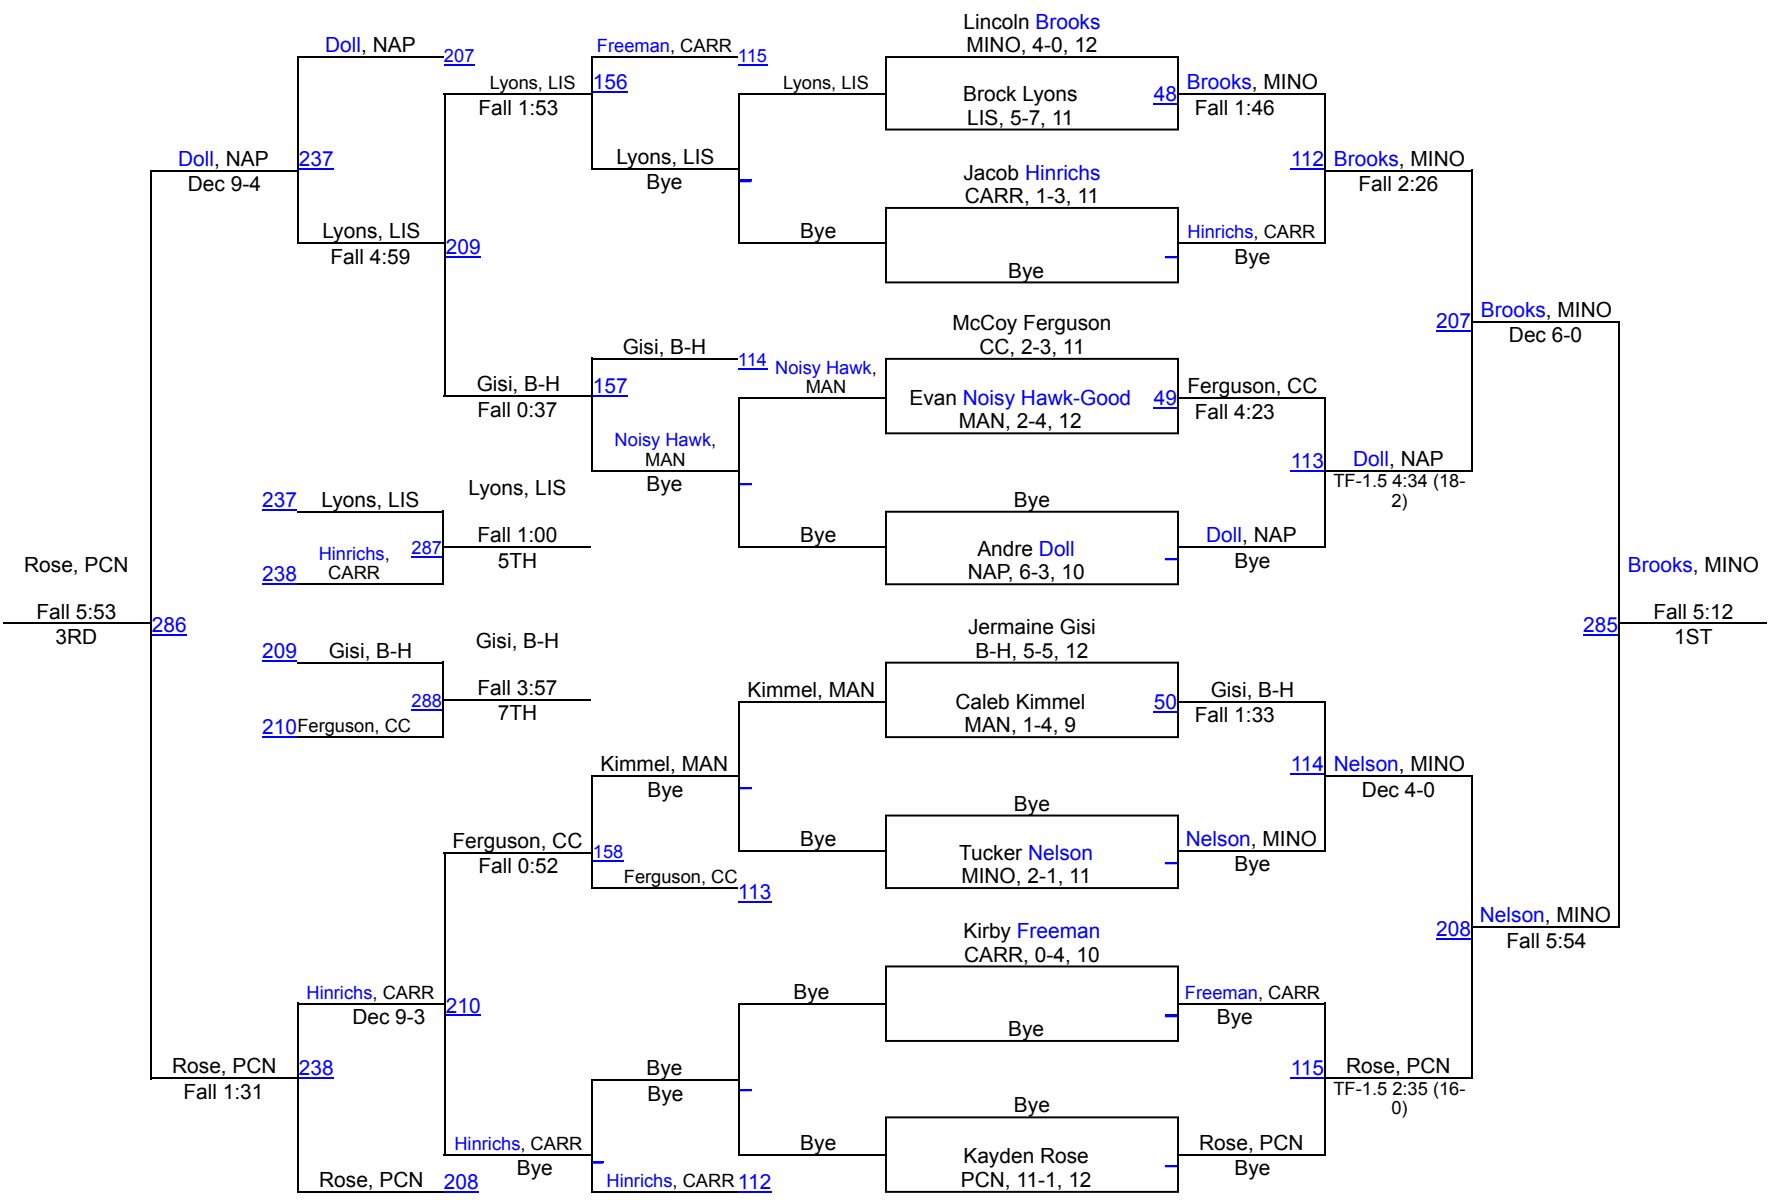 Lincoln Brooks
MINO, 4-0, 12
Doll, NAP
207
Freeman, CARR
115
Lyons, LIS
Fall 1:53
156
Lyons, LIS
Brock Lyons
LIS, 5-7, 11
48
Brooks, MINO
Fall 1:46
Doll, NAP
Dec 9-4
237
Lyons, LIS
Bye
Jacob Hinrichs
CARR, 1-3, 11
112
Brooks, MINO
Fall 2:26
Lyons, LIS
Fall 4:59
209
Bye
Bye
Hinrichs, CARR
Bye
McCoy Ferguson
CC, 2-3, 11
207
Brooks, MINO
Dec 6-0
Gisi, B-H
114
Gisi, B-H
Fall 0:37
157
Noisy Hawk,
MAN
Evan Noisy Hawk-Good
MAN, 2-4, 12
49
Ferguson, CC
Fall 4:23
Noisy Hawk,
MAN
Bye
113
Doll, NAP
TF-1.5 4:34 (18-
2)
237
Lyons, LIS
Lyons, LIS
Fall 1:00
5TH
287
Hinrichs,
CARR
238
Bye
Bye
Andre Doll
NAP, 6-3, 10
Doll, NAP
Bye
Rose, PCN
Fall 5:53
3RD
286
Brooks, MINO
Fall 5:12
1ST
285
209
Gisi, B-H
Gisi, B-H
Fall 3:57
7TH
288
210
Ferguson, CC
Jermaine Gisi
B-H, 5-5, 12
Kimmel, MAN
Caleb Kimmel
MAN, 1-4, 9
50
Gisi, B-H
Fall 1:33
Kimmel, MAN
Bye
114
Nelson, MINO
Dec 4-0
Bye
Ferguson, CC
Fall 0:52
158
Bye
Tucker Nelson
MINO, 2-1, 11
Nelson, MINO
Bye
Ferguson, CC
113
Kirby Freeman
CARR, 0-4, 10
208
Nelson, MINO
Fall 5:54
Hinrichs, CARR
Dec 9-3
210
Bye
Bye
Freeman, CARR
Bye
Rose, PCN
Fall 1:31
238
Bye
Bye
115
Rose, PCN
TF-1.5 2:35 (16-
0)
Bye
Hinrichs, CARR
Bye
Bye
Kayden Rose
PCN, 11-1, 12
Rose, PCN
Bye
Rose, PCN
208
Hinrichs, CARR
112